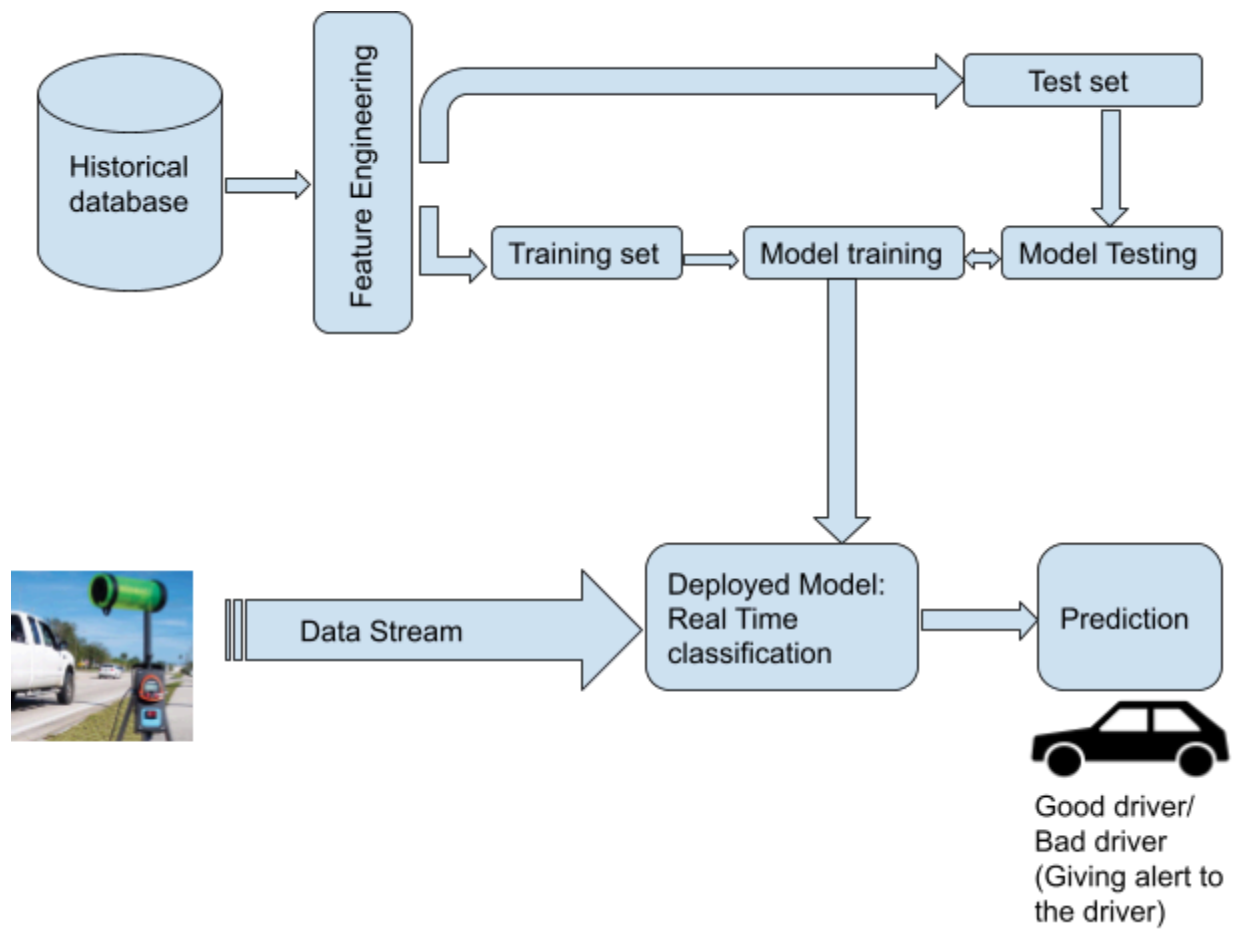 Historical
database
Feature Engineering
Test set
Training set
Model training
Model Testing
Data Stream
Deployed Model:
Real Time
classification
Prediction
Good driver/
Bad driver
(Giving alert to
the driver)